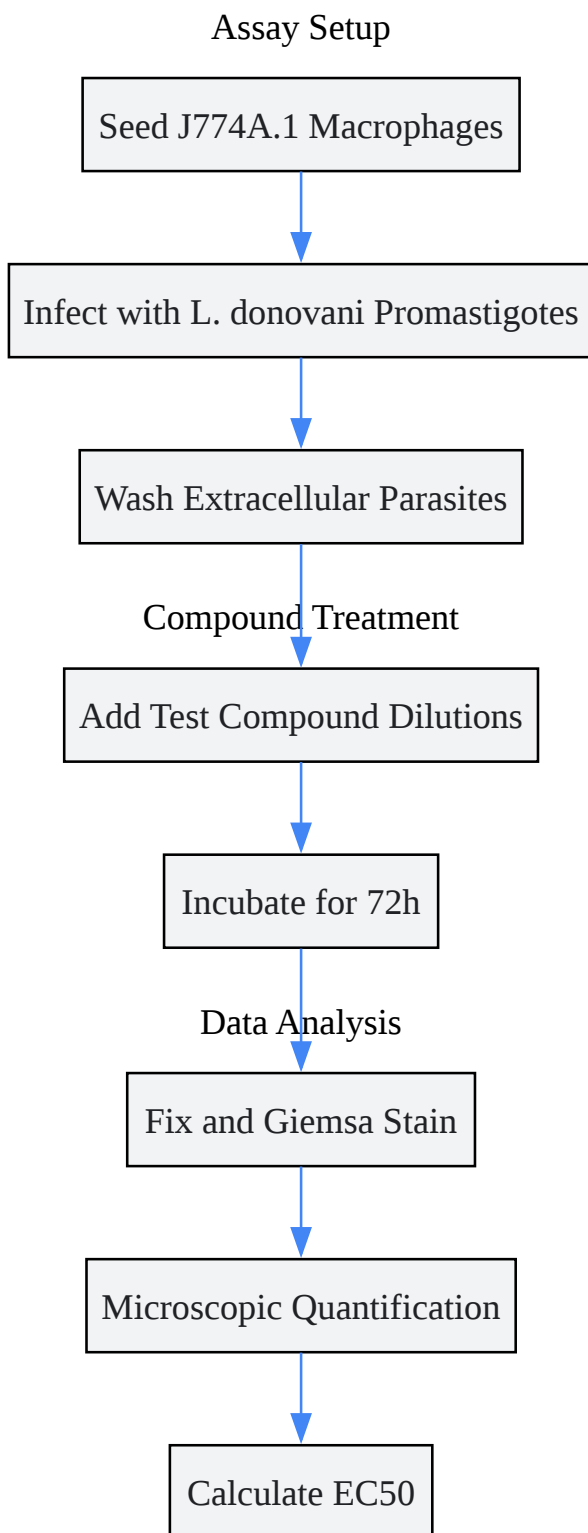 Assay Setup
Seed J774A.1 Macrophages
Infect with L. donovani Promastigotes
Wash Extracellular Parasites
Compound Treatment
Add Test Compound Dilutions
Incubate for 72h
Data Analysis
Fix and Giemsa Stain
Microscopic Quantification
Calculate EC50